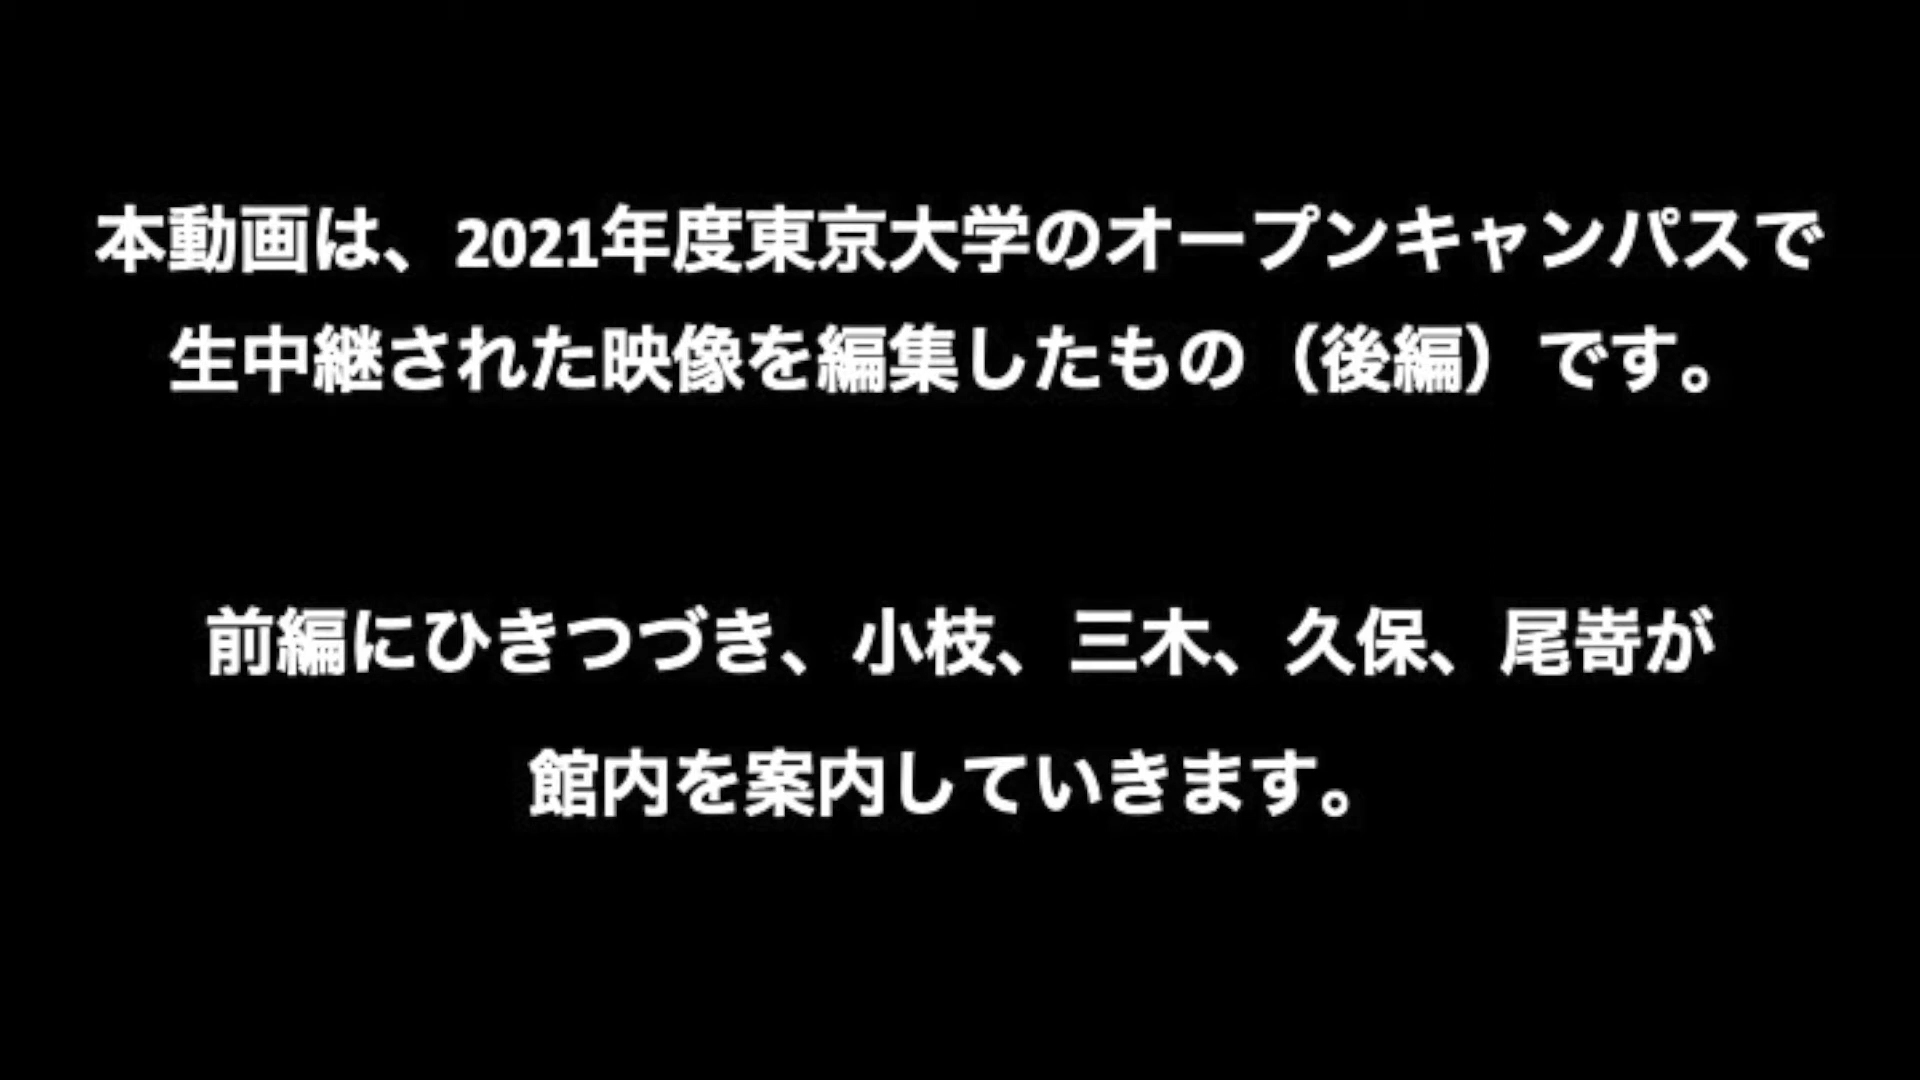 本動画は、2021年度東京大学のオープンキャンパスで
生中継された映像を編集したもの（後編）です。
前編にひきつづき、小枝、三木、久保、尾嵜が
館内を案内していきます。